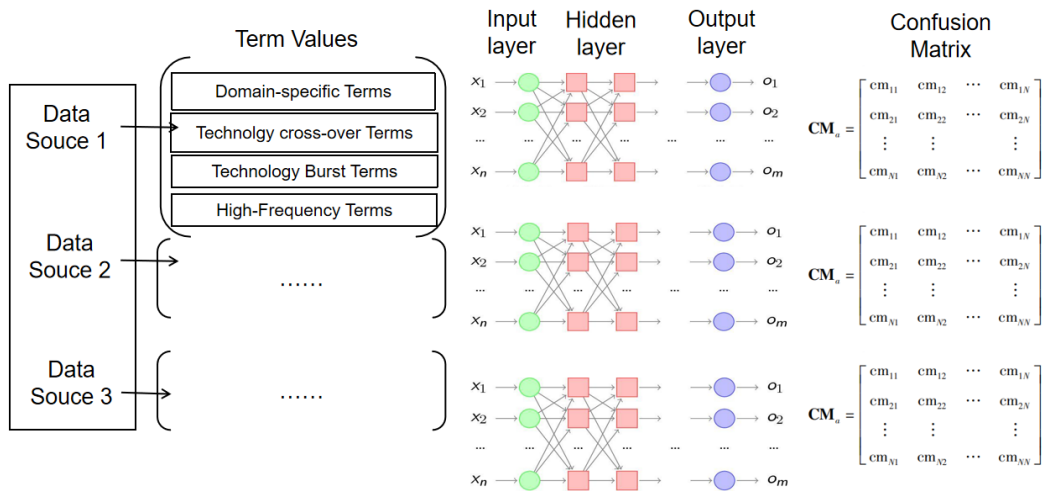 Term Values
Input layer
Hidden layer
Output layer
Confusion Matrix
Data Souce 1
Domain-specific Terms
Technolgy cross-over Terms
Technology Burst Terms
High-Frequency Terms
x1 o1
x2 o2
... ... ... ... ... ...
xn om
CMa =
cm11 cm12 ⋯ cm1N
cm21 cm22 ⋯ cm2N
⋮ ⋮ ⋮
cmN1 cmN2 ⋯ cmNN
Data Souce 2
......
x1 o1
x2 o2
... ... ... ... ... ...
xn om
CMa =
cm11 cm12 ⋯ cm1N
cm21 cm22 ⋯ cm2N
⋮ ⋮ ⋮
cmN1 cmN2 ⋯ cmNN
Data Souce 3
......
x1 o1
x2 o2
... ... ... ... ... ...
xn om
CMa =
cm11 cm12 ⋯ cm1N
cm21 cm22 ⋯ cm2N
⋮ ⋮ ⋮
cmN1 cmN2 ⋯ cmNN